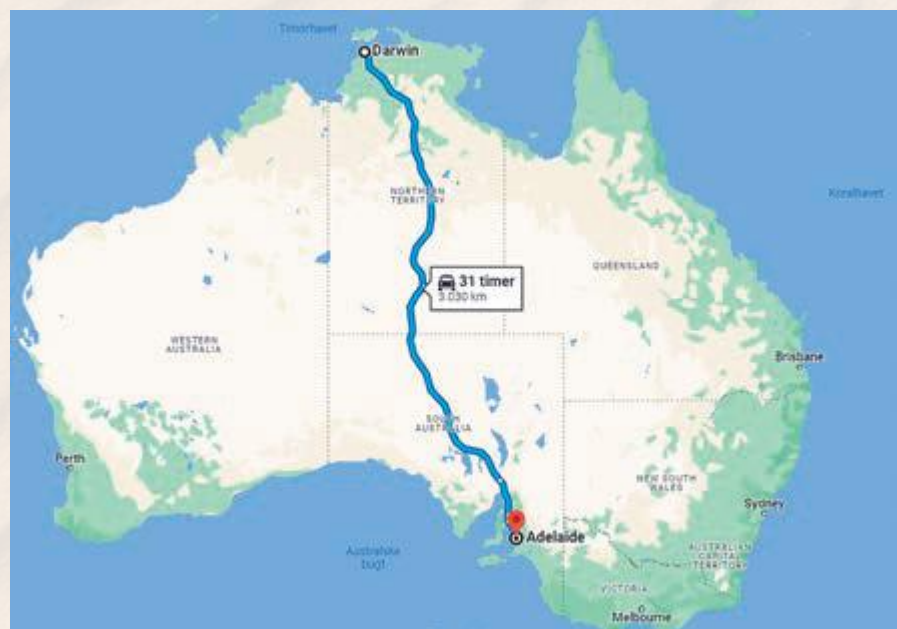 Timorhavet
Darwin
Koralhavet
NORTHERN
TERRITORY
QUEENSLAND
31 timer
3.030 km
WESTERN
AUSTRALIA
Brisbane
SOUTH
AUSTRALIA
Perth
NEW SOUTH
WALES
Sydney
Adelaide
Australske
bugt
AUSTRALIAN
CAPITAL
TERRITORY
VICTORIA
Melbourne